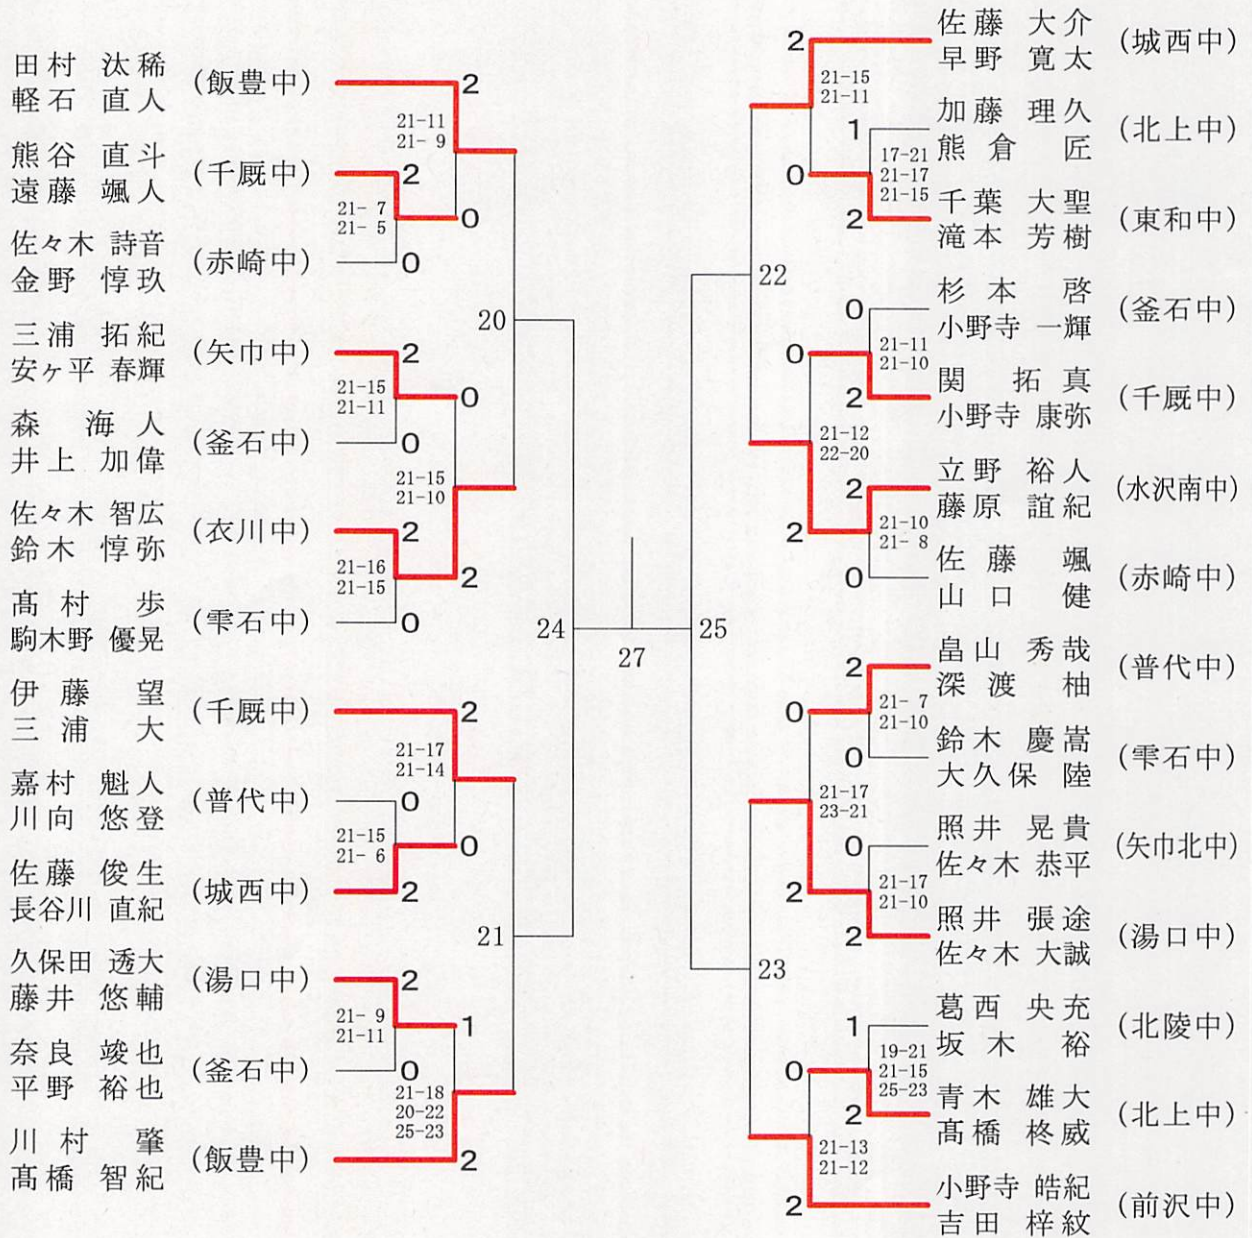 田村 汰稀
軽石 直人
(飯豊中)
2
21-11
21- 9
熊谷 直斗
遠藤 颯人
(千厩中)
2
0
21- 7
21- 5
佐々木 詩音
金野 惇玖
(赤崎中)
0
20
三浦 拓紀
安ヶ平 春輝
(矢巾中)
2
0
21-15
21-11
森 海人
井上 加偉
(釜石中)
0
21-15
21-10
佐々木 智広
鈴木 惇弥
(衣川中)
2
2
21-16
21-15
髙村 歩
駒木野 優晃
(雫石中)
0
24
伊藤 望
三浦 大
(千厩中)
2
21-17
21-14
嘉村 魁人
川向 悠登
(普代中)
0
0
21-15
21- 6
佐藤 俊生
長谷川 直紀
(城西中)
2
21
久保田 透大
藤井 悠輔
(湯口中)
2
1
21- 9
21-11
奈良 竣也
平野 裕也
(釜石中)
0
21-18
20-22
25-23
川村 肇
髙橋 智紀
(飯豊中)
2
27
2
佐藤 大介
早野 寛太
(城西中)
21-15
21-11
1
加藤 理久
熊倉 匠
(北上中)
0
17-21
21-17
21-15
2
千葉 大聖
滝本 芳樹
(東和中)
22
0
杉本 啓
小野寺 一輝
(釜石中)
0
21-11
21-10
2
関 拓真
小野寺 康弥
(千厩中)
21-12
22-20
2
立野 裕人
藤原 誼紀
(水沢南中)
2
21-10
21- 8
0
佐藤 颯
山口 健
(赤崎中)
25
2
畠山 秀哉
深渡 柚
(普代中)
0
21- 7
21-10
0
鈴木 慶嵩
大久保 陸
(雫石中)
21-17
23-21
0
照井 晃貴
佐々木 恭平
(矢巾北中)
2
21-17
21-10
2
照井 張途
佐々木 大誠
(湯口中)
23
1
葛西 央充
坂木 裕
(北陵中)
0
19-21
21-15
25-23
2
青木 雄大
髙橋 柊威
(北上中)
21-13
21-12
2
小野寺 皓紀
吉田 梓紋
(前沢中)